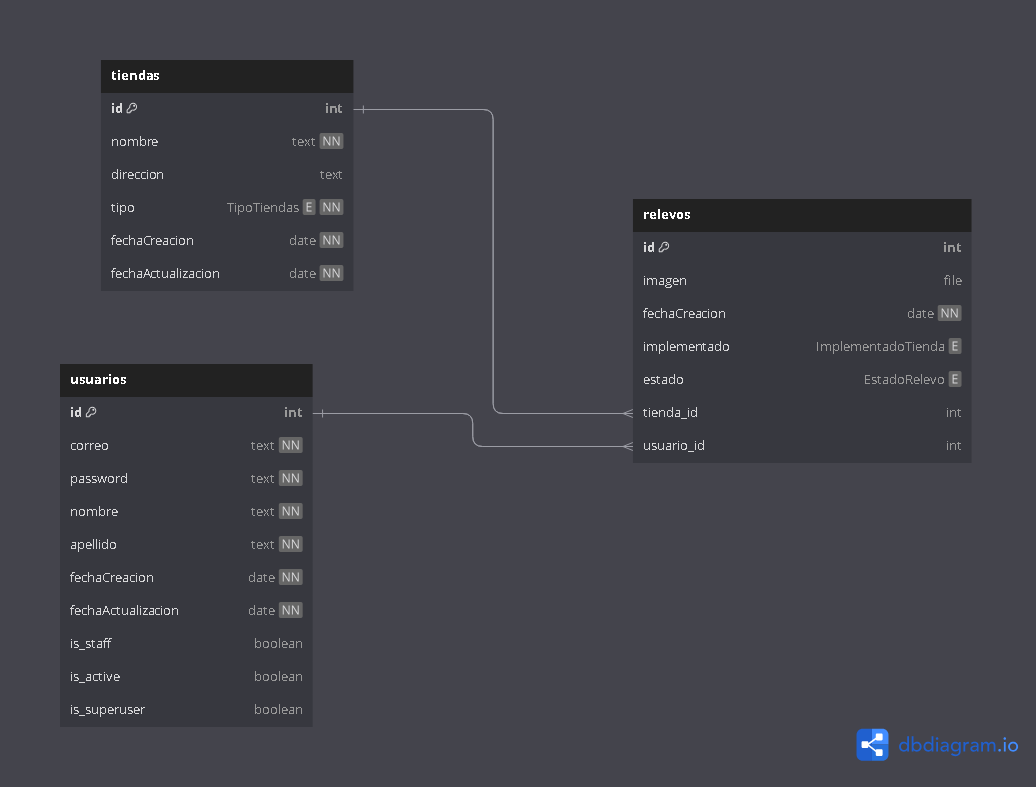 tiendas
id int
nombre text NN
direccion text
tipo TipoTiendas E NN
fechaCreacion date NN
fechaActualizacion date NN
relevos
id int
imagen file
fechaCreacion date NN
implementado ImplementadoTienda E
estado EstadoRelevo E
tienda_id int
usuario_id int
usuarios
id int
correo text NN
password text NN
nombre text NN
apellido text NN
fechaCreacion date NN
fechaActualizacion date NN
is_staff boolean
is_active boolean
is_superuser boolean
dbdiagram.io